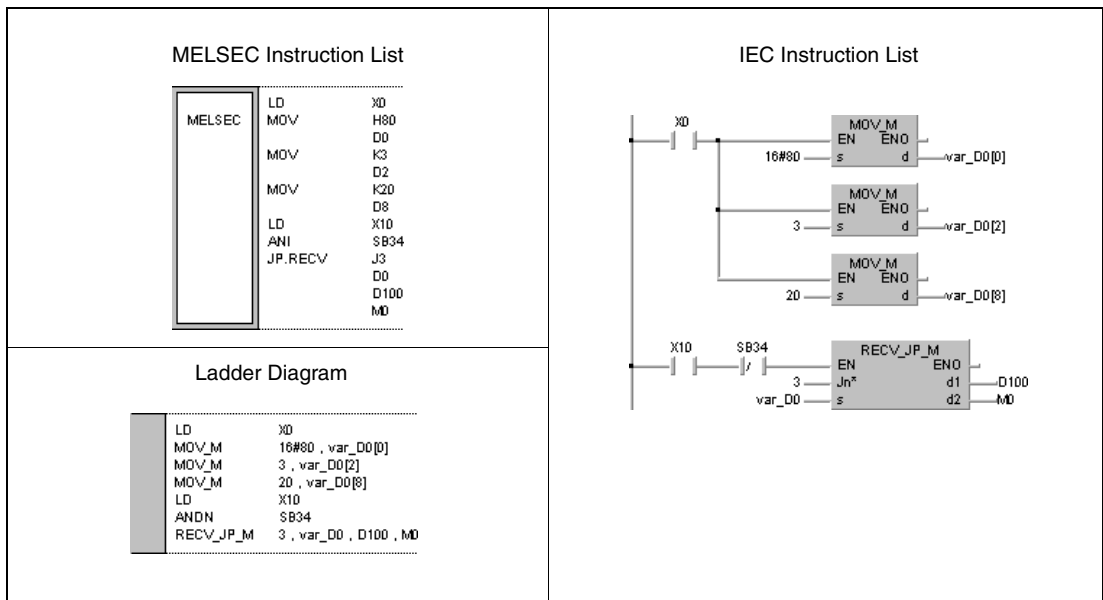 MELSEC Instruction List
MELSEC
LD X0
MOV H80
D0
MOV K3
D2
MOV K20
D8
LD X10
ANI SB34
JP.RECV J3
D0
D100
M0
Ladder Diagram
LD X0
MOV_M 16#80 , var_D0[0]
MOV_M 3 , var_D0[2]
MOV_M 20 , var_D0[8]
LD X10
ANDN SB34
RECV_JP_M 3 , var_D0 , D100 , M0
IEC Instruction List
X0
MOV_M
EN ENO
16#80 s d var_D0[0]
MOV_M
EN ENO
3 s d var_D0[2]
MOV_M
EN ENO
20 s d var_D0[8]
X10 SB34 RECV_JP_M
EN ENO
3 Jn* d1 D100
var_D0 s d2 M0